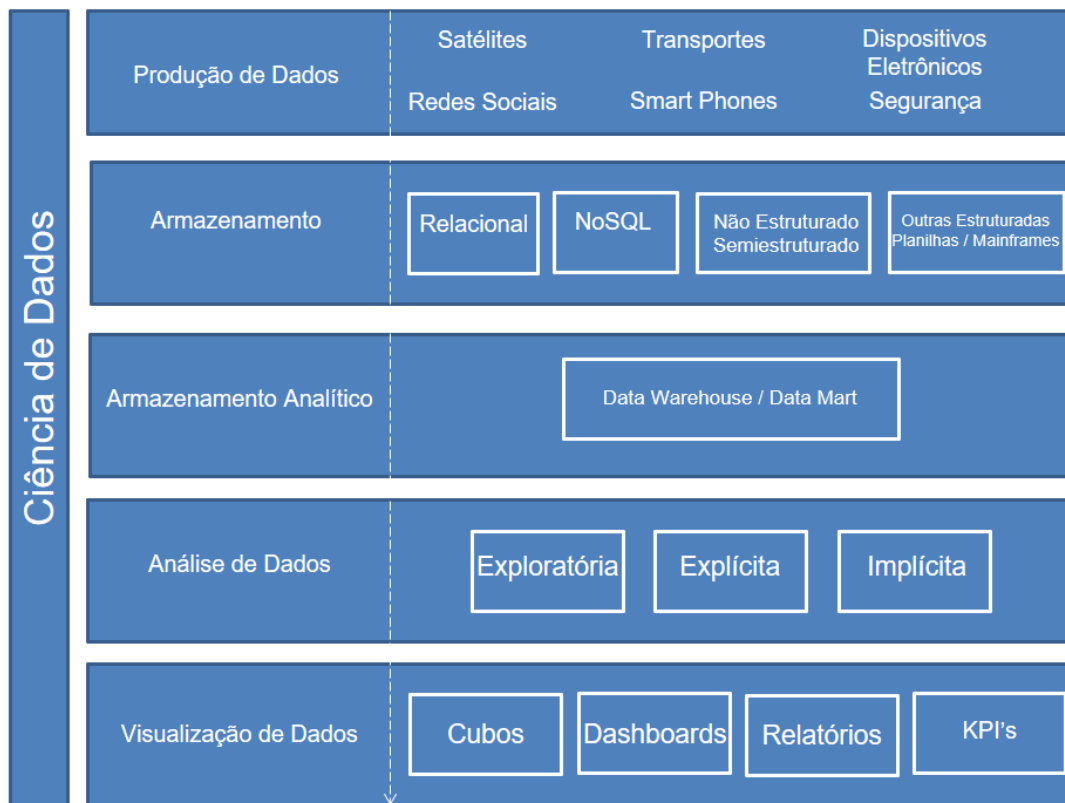 Ciência de Dados
Produção de Dados
Satélites
Transportes
Dispositivos
Eletrônicos
Redes Sociais
Smart Phones
Segurança
Armazenamento
Relacional
NoSQL
Não Estruturado
Semiestruturado
Outras Estruturadas
Planilhas / Mainframes
Armazenamento Analítico
Data Warehouse / Data Mart
Análise de Dados
Exploratória
Explícita
Implícita
Visualização de Dados
Cubos
Dashboards
Relatórios
KPI's